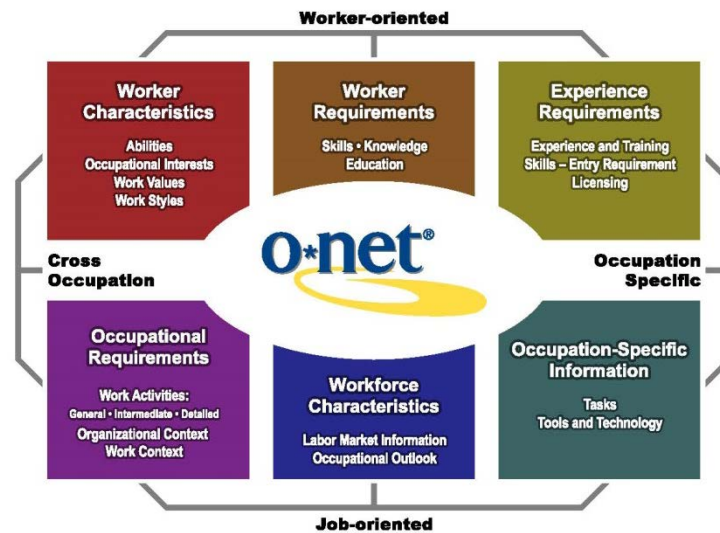 Worker-oriented
Worker
Characteristics
Abilities
Occupational Interests
Work Values
Work Styles
Worker
Requirements
Skills • Knowledge
Education
Experience
Requirements
Experience and Training
Skills – Entry Requirement
Licensing
Cross
Occupation
o*net®
Occupation
Specific
Occupational
Requirements
Work Activities:
General • Intermediate • Detailed
Organizational Context
Work Context
Workforce
Characteristics
Labor Market Information
Occupational Outlook
Occupation-Specific
Information
Tasks
Tools and Technology
Job-oriented